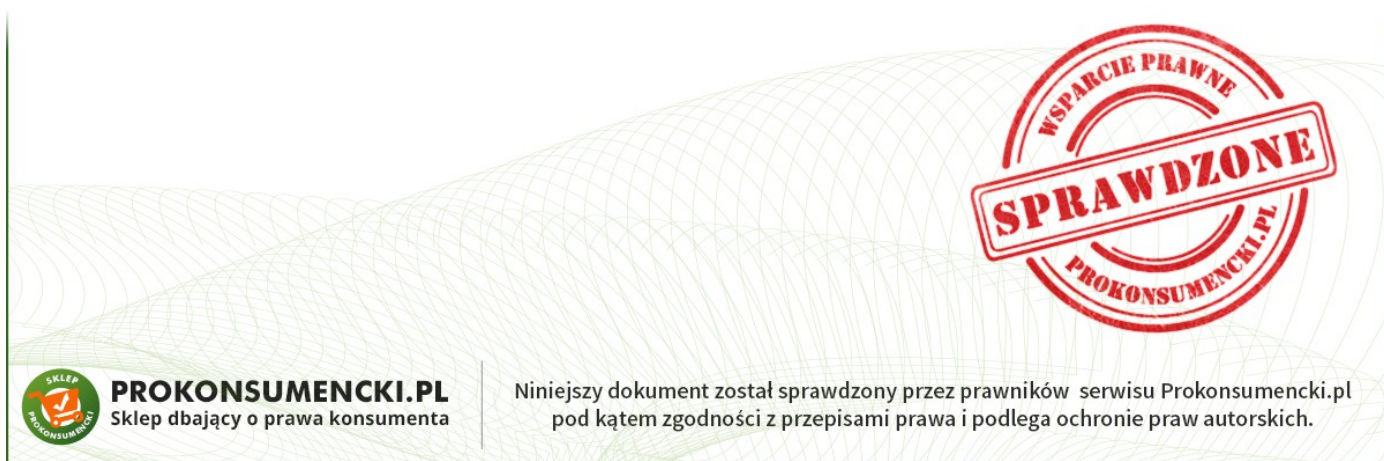 WSPARCIE PRAWNE
SPRAWDZONE
PROKONSUMENCKI.PL
SKLEP
PROKONSUMENCKI
PROKONSUMENCKI.PL
Sklep dbający o prawa konsumenta
Niniejszy dokument został sprawdzony przez prawników serwisu Prokonsumencki.pl
pod kątem zgodności z przepisami prawa i podlega ochronie praw autorskich.